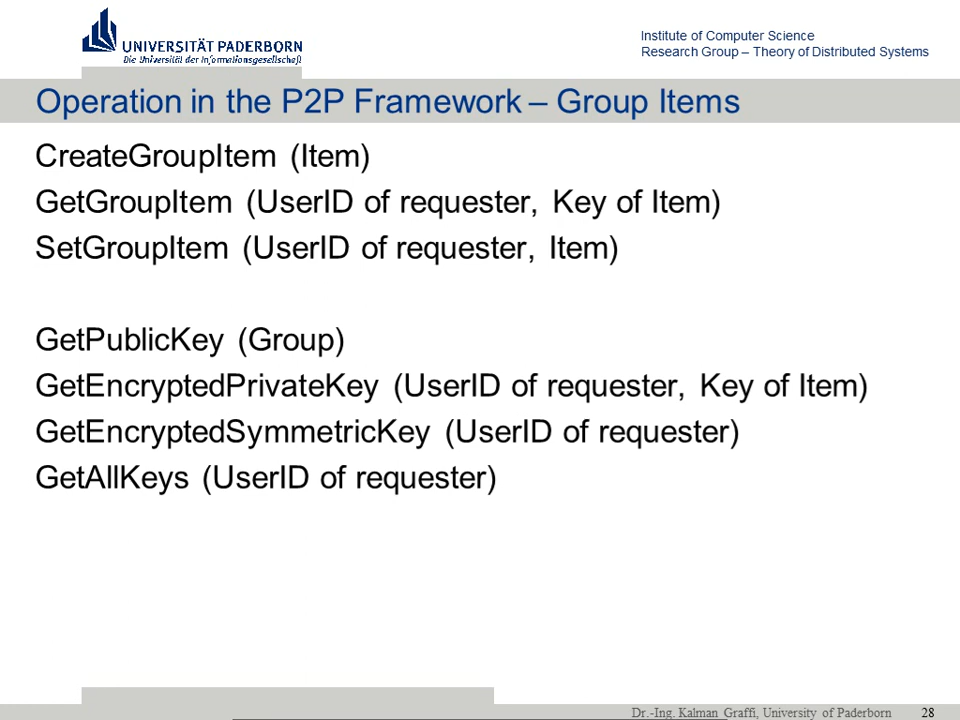 UNIVERSITÄT PADERBORN
Die Universität der Informationsgesellschaft
Institute of Computer Science
Research Group – Theory of Distributed Systems
Operation in the P2P Framework – Group Items
CreateGroupItem (Item)
GetGroupItem (UserID of requester, Key of Item)
SetGroupItem (UserID of requester, Item)
GetPublicKey (Group)
GetEncryptedPrivateKey (UserID of requester, Key of Item)
GetEncryptedSymmetricKey (UserID of requester)
GetAllKeys (UserID of requester)
Dr.-Ing. Kalman Graffi, University of Paderborn 28